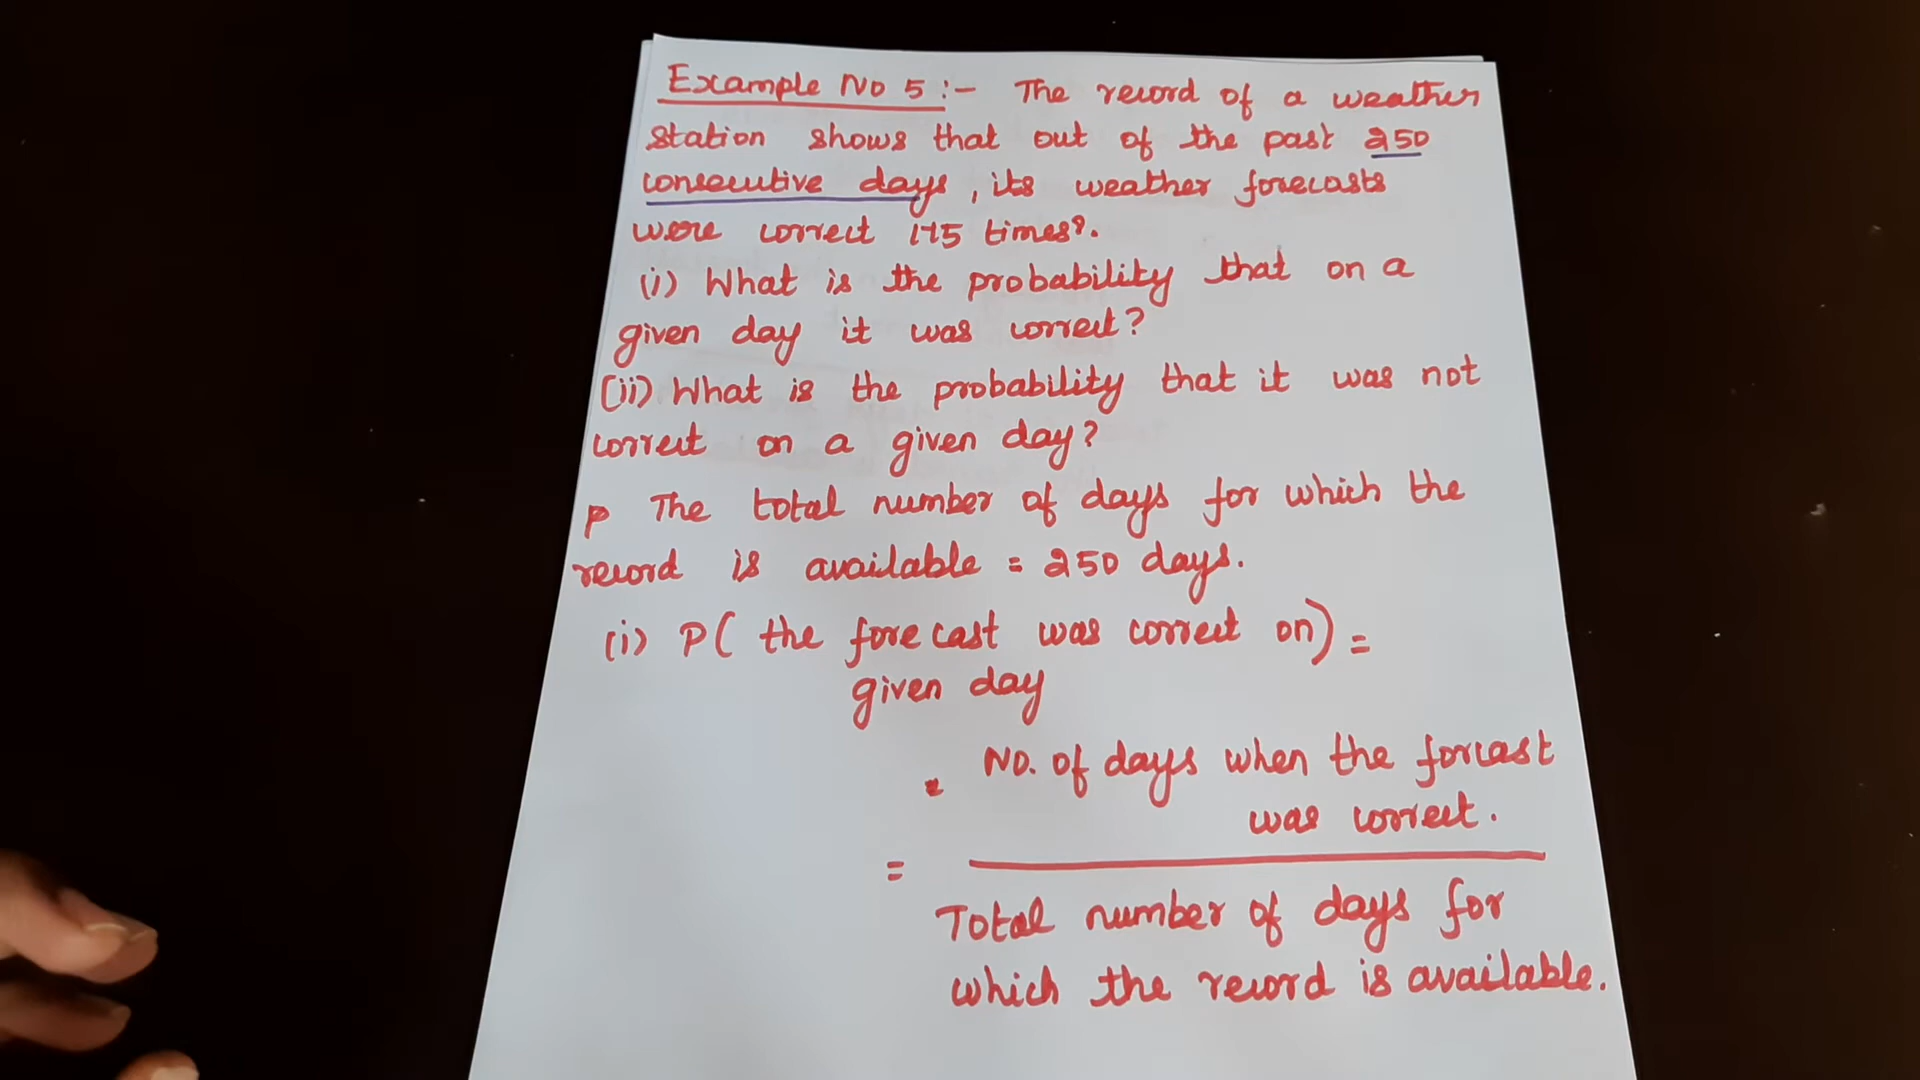 Example No 5 :- The record of a weather
station shows that out of the past 250
consecutive days, its weather forecasts
were correct 175 times?.
(i) What is the probability that on a
given day it was correct?
(ii) What is the probability that it was not
correct on a given day?
P The total number of days for which the
record is available = 250 days.
(i) P( the forecast was correct on) =
given day
No. of days when the forcast
was correct.
=
Total number of days for
which the record is available.